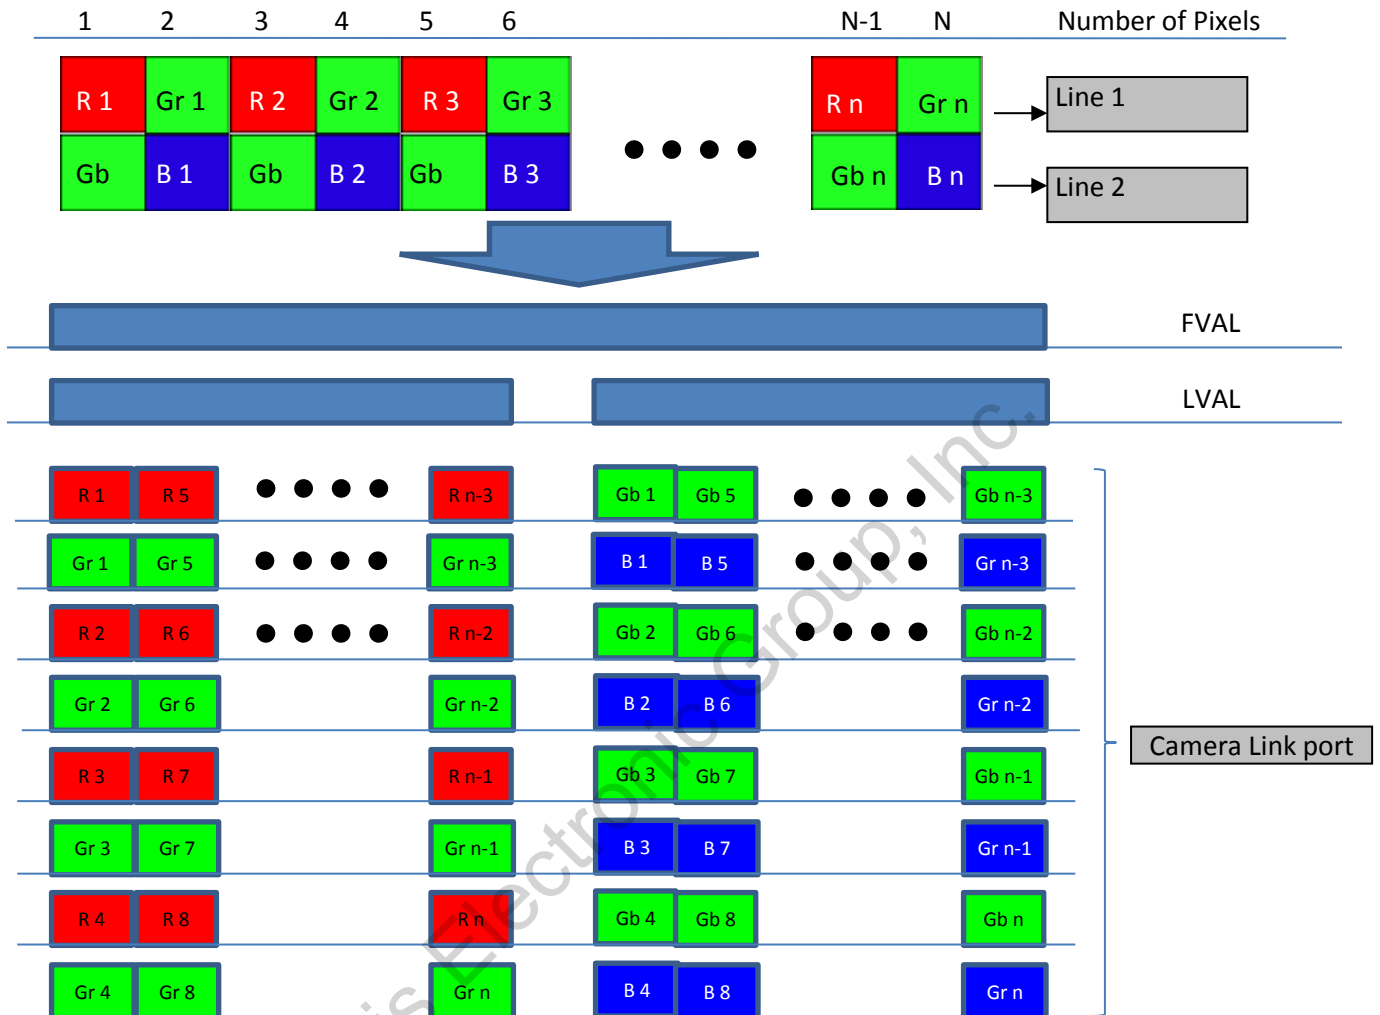 1 2 3 4 5 6 N-1 N Number of Pixels
R 1 Gr 1 R 2 Gr 2 R 3 Gr 3 R n Gr n Line 1
Gb B 1 Gb B 2 Gb B 3 Gb n B n Line 2
FVAL
LVAL
R 1 R 5 R n-3 Gb 1 Gb 5 Gb n-3
Gr 1 Gr 5 Gr n-3 B 1 B 5 Gr n-3
R 2 R 6 R n-2 Gb 2 Gb 6 Gb n-2
Gr 2 Gr 6 Gr n-2 B 2 B 6 Gr n-2
Camera Link port
R 3 R 7 R n-1 Gb 3 Gb 7 Gb n-1
Gr 3 Gr 7 Gr n-1 B 3 B 7 Gr n-1
R 4 R 8 R n Gb 4 Gb 8 Gb n
Gr 4 Gr 8 Gr n B 4 B 8 Gr n
is Electronic Group, Inc.